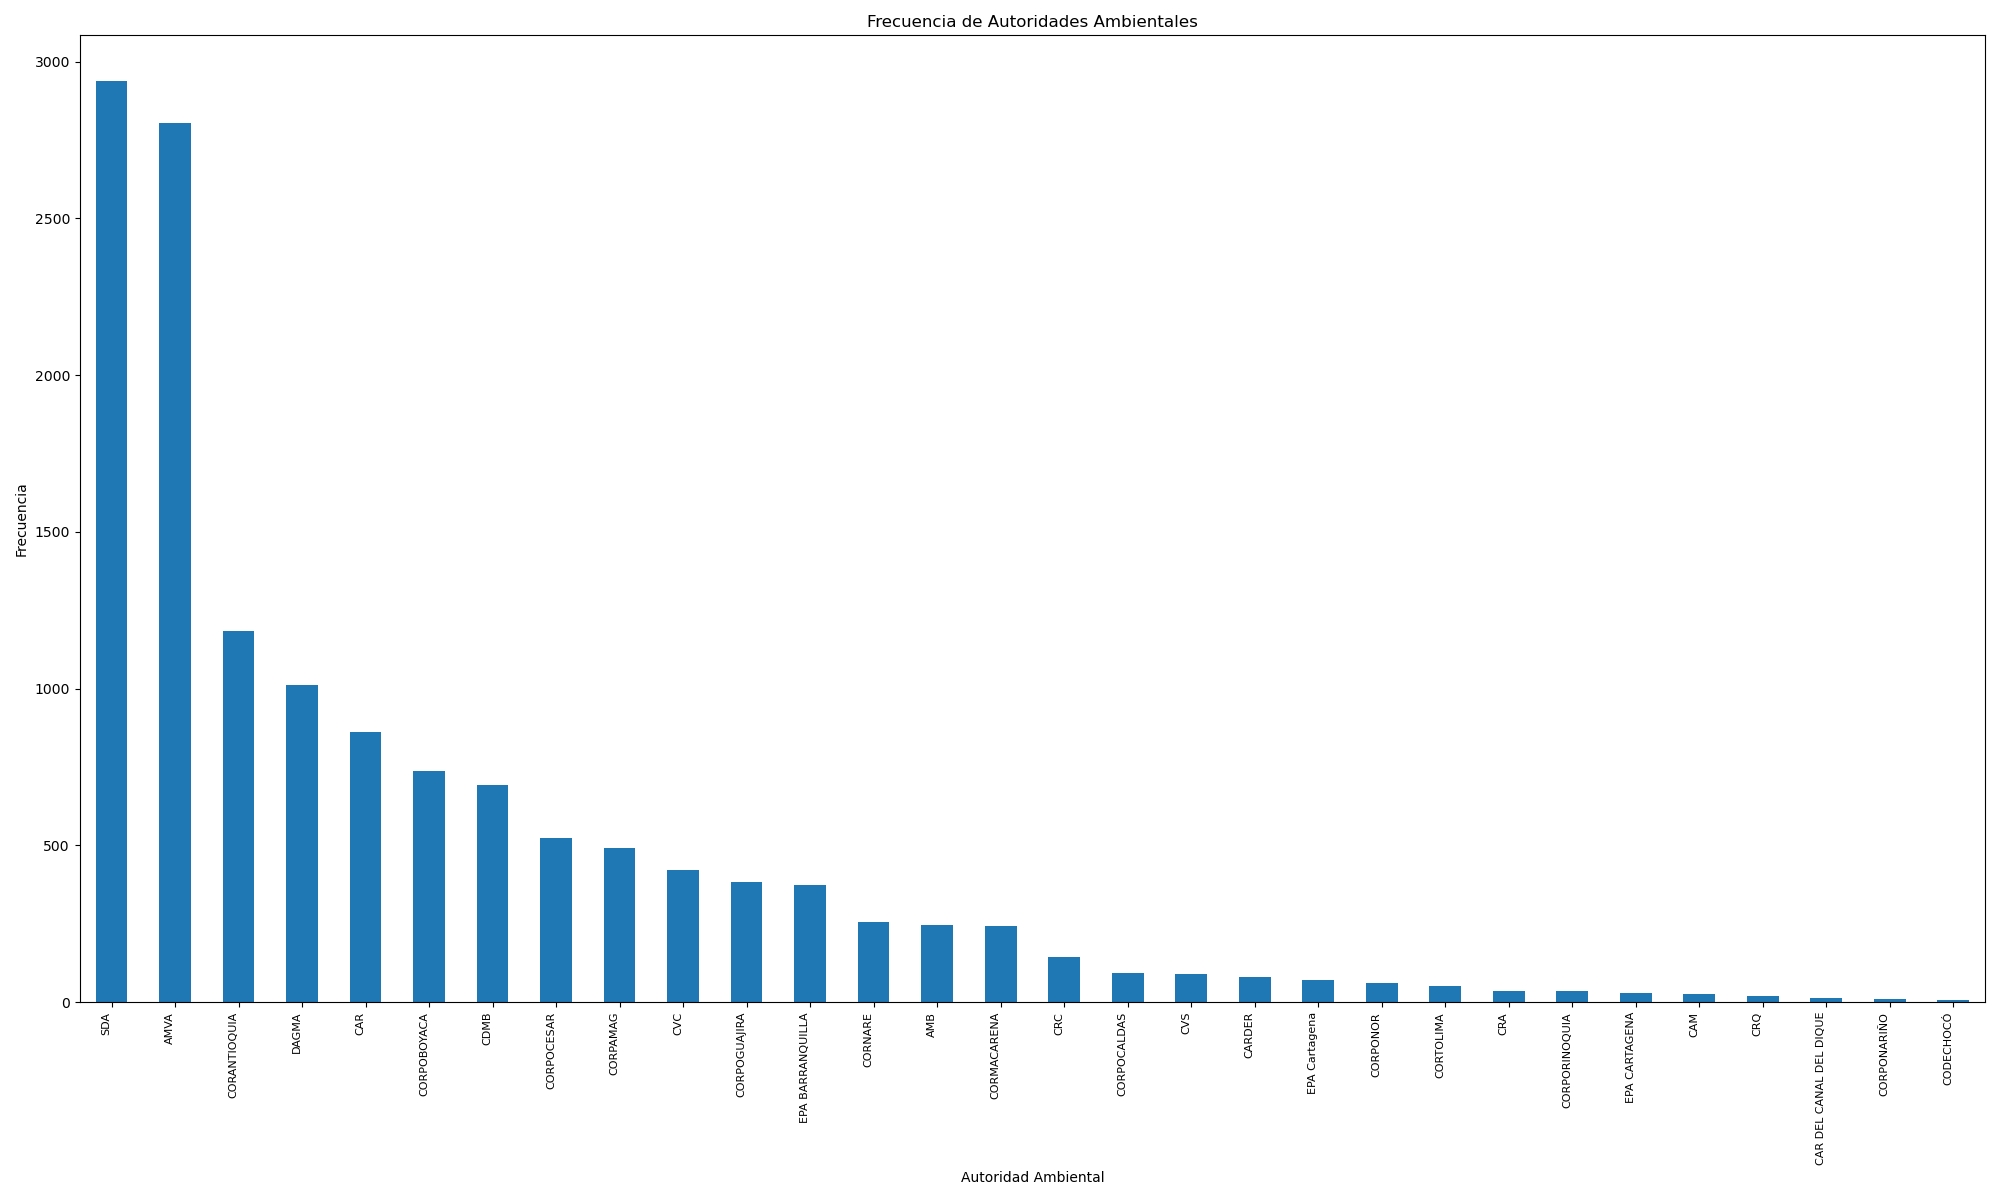 Frecuencia de Autoridades Ambientales
3000
2500
2000
1500
1000
500
0
Frecuencia
SDA
AMVA
CORANTIOQUIA
DAGMA
CAR
CORPOBOYACA
CDMB
CORPOCESAR
CORPAMAG
CVC
CORPOGUAJIRA
EPA BARRANQUILLA
CORNARE
AMB
CORMACARENA
CRC
CORPOCALDAS
CVS
CARDER
EPA Cartagena
CORPONOR
CORTOLIMA
CRA
CORPORINOQUIA
EPA CARTAGENA
CAM
CRQ
CAR DEL CANAL DEL DIQUE
CORPONARIÑO
CODECHOCÓ
Autoridad Ambiental